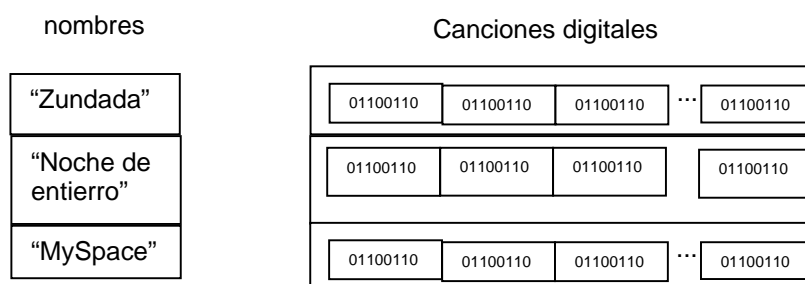 nombres
Canciones digitales
“Zundada”
01100110 01100110 01100110 ... 01100110
“Noche de
entierro”
01100110 01100110 01100110 01100110
“MySpace”
01100110 01100110 01100110 ... 01100110